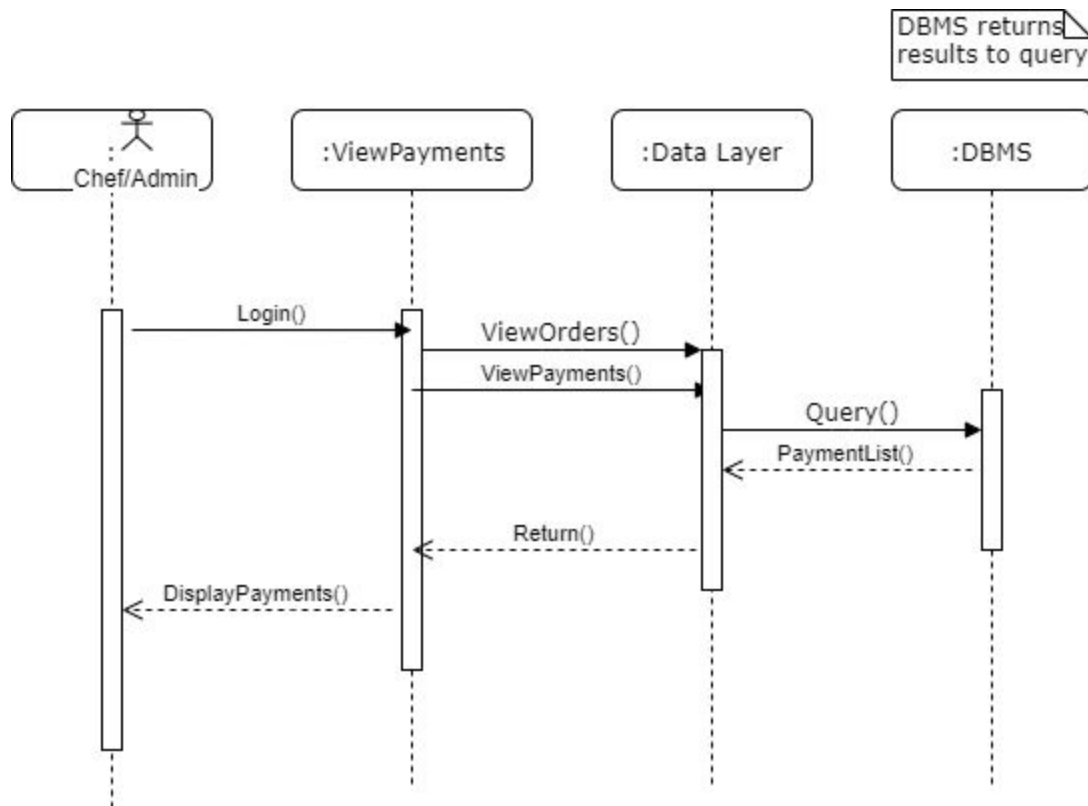 DBMS returns
results to query
:
Chef/Admin
:ViewPayments
:Data Layer
:DBMS
Login()
ViewOrders()
ViewPayments()
Query()
PaymentList()
Return()
DisplayPayments()